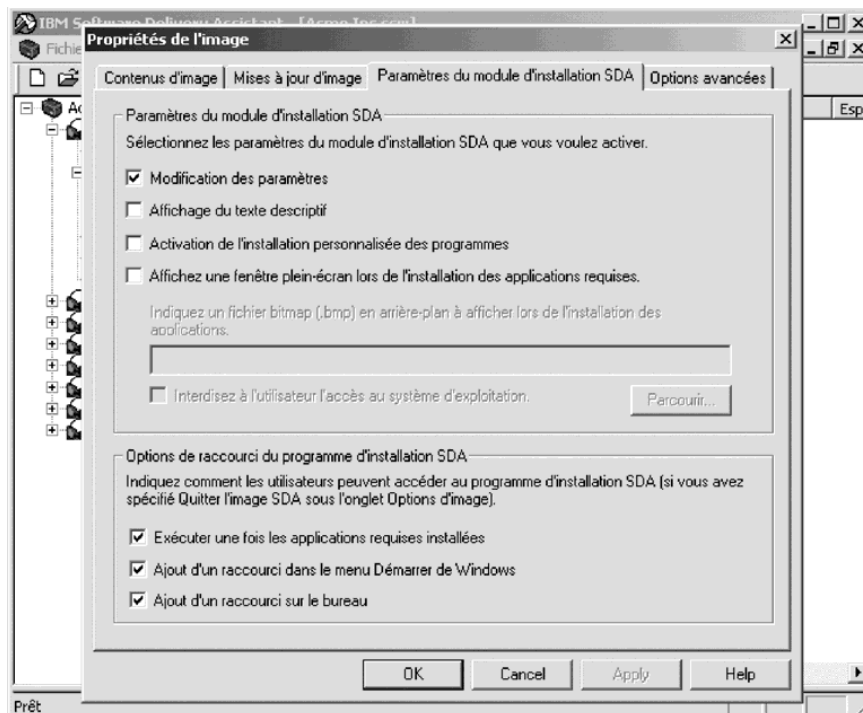 IBM Software Delivery Assistant - [Acme Inc.scw]
Propriétés de l'image
Fichie
Contenus d'image
Mises à jour d'image
Paramètres du module d'installation SDA
Options avancées
Ac
Esp
Paramètres du module d'installation SDA
Sélectionnez les paramètres du module d'installation SDA que vous voulez activer.
Modification des paramètres
Affichage du texte descriptif
Activation de l'installation personnalisée des programmes
Affichez une fenêtre plein-écran lors de l'installation des applications requises.
Indiquez un fichier bitmap (.bmp) en arrière-plan à afficher lors de l'installation des
applications.
Interdisez à l'utilisateur l'accès au système d'exploitation.
Parcourir...
Options de raccourci du programme d'installation SDA
Indiquez comment les utilisateurs peuvent accéder au programme d'installation SDA (si vous avez
spécifié Quitter l'image SDA sous l'onglet Options d'image).
Exécuter une fois les applications requises installées
Ajout d'un raccourci dans le menu Démarrer de Windows
Ajout d'un raccourci sur le bureau
OK
Cancel
Apply
Help
Prêt